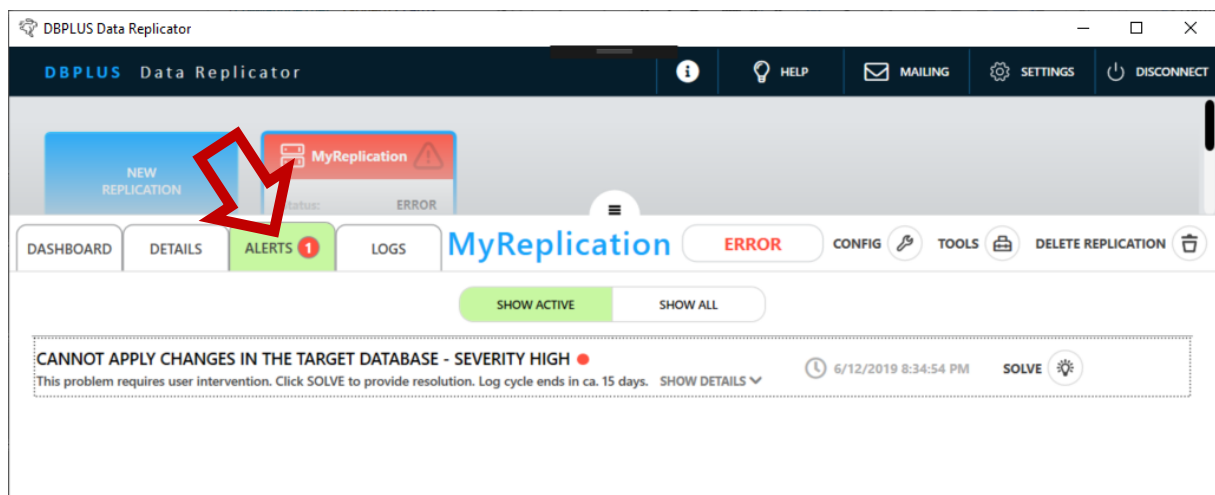 DBPLUS Data Replicator
DBPLUS Data Replicator
i HELP MAILING SETTINGS DISCONNECT
NEW
REPLICATION
MyReplication
Status: ERROR
DASHBOARD DETAILS ALERTS 1 LOGS MyReplication ERROR CONFIG TOOLS DELETE REPLICATION
SHOW ACTIVE SHOW ALL
CANNOT APPLY CHANGES IN THE TARGET DATABASE - SEVERITY HIGH
This problem requires user intervention. Click SOLVE to provide resolution. Log cycle ends in ca. 15 days. SHOW DETAILS
6/12/2019 8:34:54 PM SOLVE